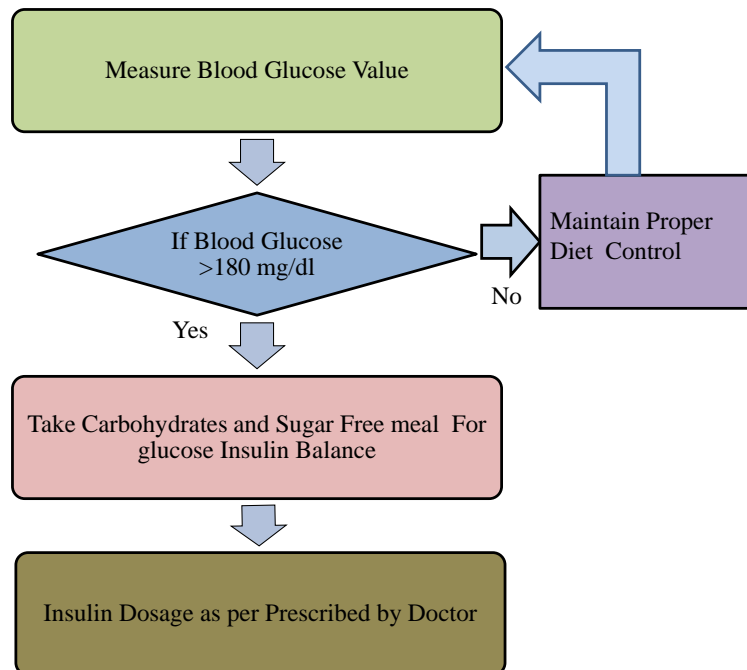 Measure Blood Glucose Value
If Blood Glucose
>180 mg/dl
Maintain Proper
Diet  Control
No
Yes
Take Carbohydrates and Sugar Free meal  For
glucose Insulin Balance
Insulin Dosage as per Prescribed by Doctor